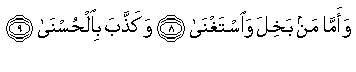 وَأَمَّا مَنۢ بَخِلَ وَٱسْتَغْنَىٰ ﴿٨﴾ وَكَذَّبَ بِٱلْحُسْنَىٰ ﴿٩﴾